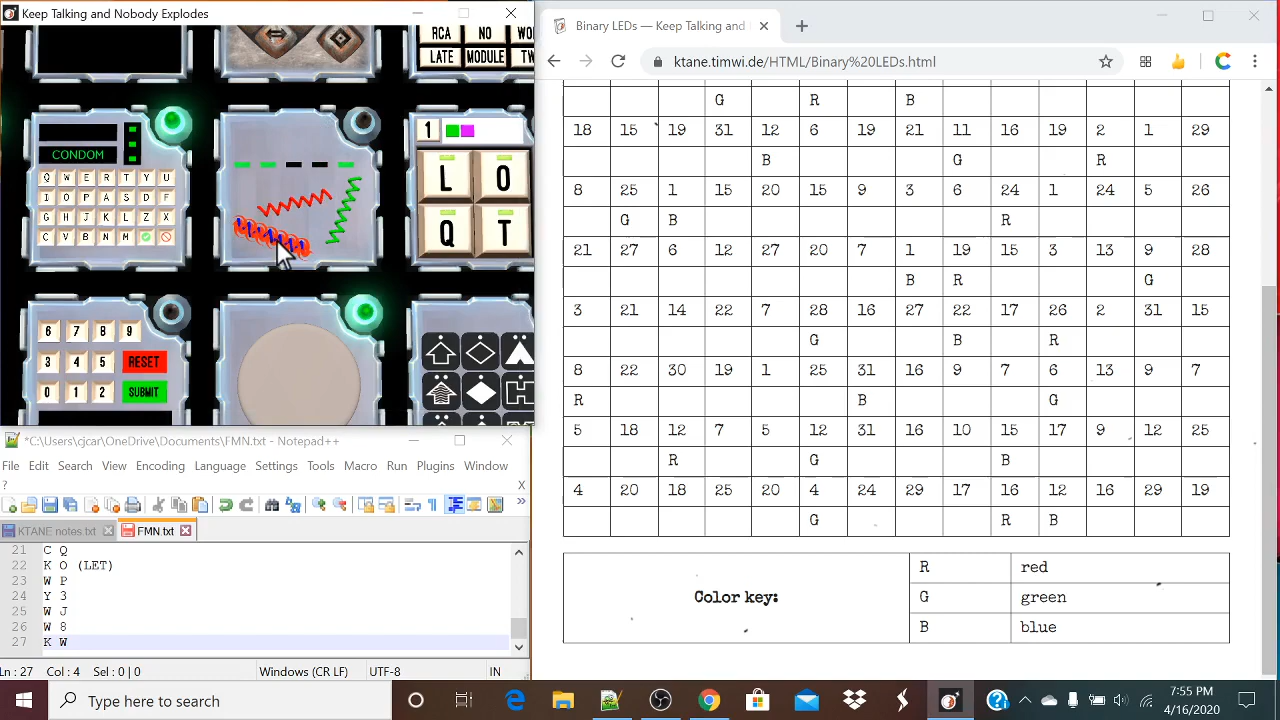 Keep Talking and Nobody Explodes
RCA NO
LATE MODULE
CONDOM
Q W E R T Y U
I O P A S D F
G H J K L Z X
C V B N M
1
L O
Q T
6 7 8 9
3 4 5 RESET
0 1 2 SUBMIT
*C:\Users\cjcar\OneDrive\Documents\FMN.txt - Notepad++
File Edit Search View Encoding Language Settings Tools Macro Run Plugins Window
?
X
KTANE notes.txt FMN.txt
21 C Q
22 K O (LET)
23 W P
24 Y 3
25 W J
26 W 8
27 K W
Ln : 27 Col : 4 Sel : 0 | 0 Windows (CR LF) UTF-8 IN
Binary LEDs — Keep Talking and
ktane.timwi.de/HTML/Binary%20LEDs.html
G R B
18 15 19 31 12 6 19 21 11 16 19 2 1 29
B G R
8 25 1 15 20 15 9 3 6 24 1 24 5 26
G B R
21 27 6 12 27 20 7 1 19 15 3 13 9 28
B R G
3 21 14 22 7 28 16 27 22 17 26 2 31 15
G B R
8 22 30 19 1 25 31 16 9 7 6 13 9 7
R B G
5 18 12 7 5 12 31 16 10 15 17 9 12 25
R G B
4 20 18 25 20 4 24 29 17 16 12 16 29 19
G R B
Color key:
R red
G green
B blue
Type here to search
7:55 PM
4/16/2020